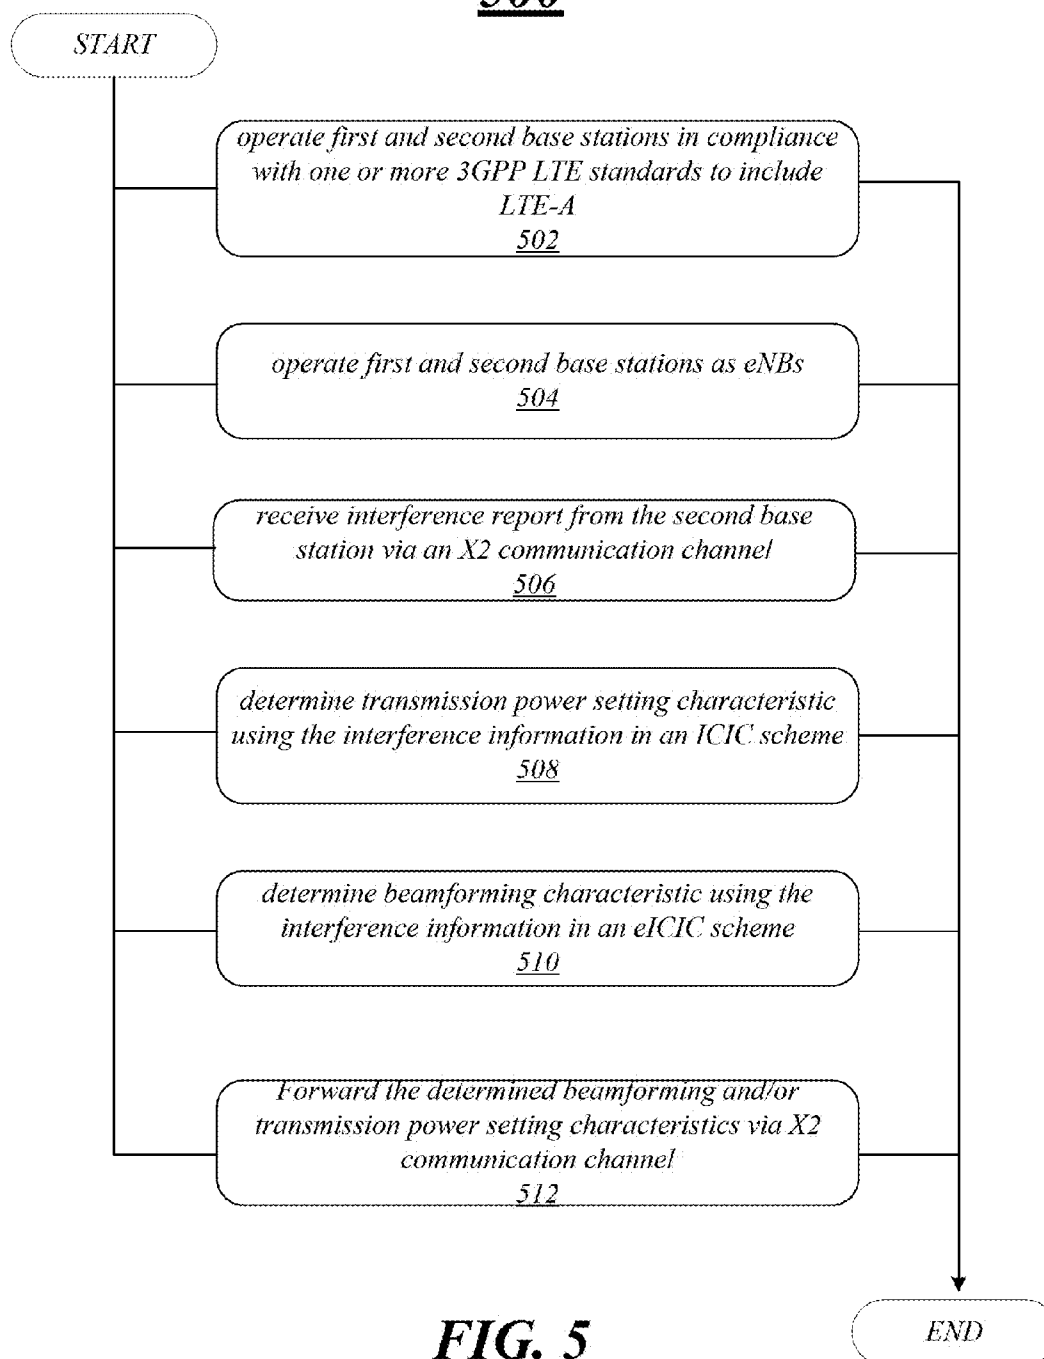 START
operate first and second base stations in compliance
with one or more 3GPP LTE standards to include
LTE-A
502
operate first and second base stations as eNBs
504
receive interference report from the second base
station via an X2 communication channel
506
determine transmission power setting characteristic
using the interference information in an ICIC scheme
508
determine beamforming characteristic using the
interference information in an eICIC scheme
510
Forward the determined beamforming and/or
transmission power setting characteristics via X2
communication channel
512
END
FIG. 5